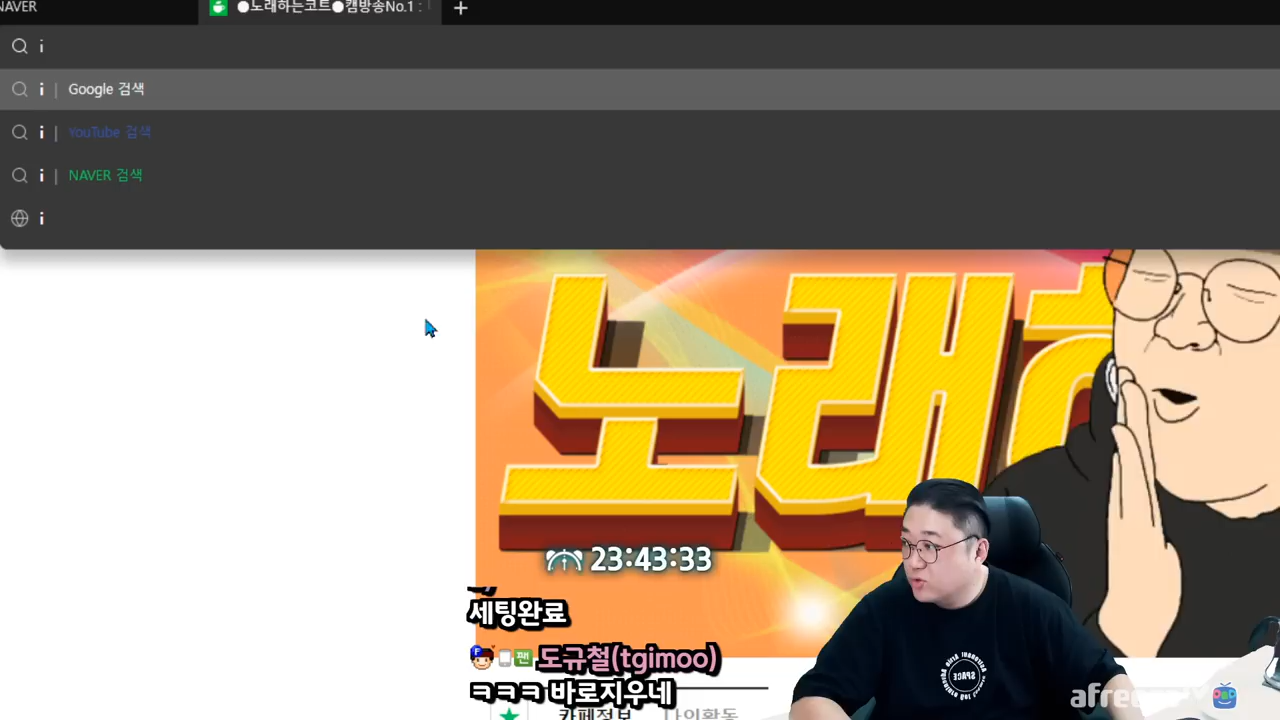 NAVER
●노래하는코트●캠방송No.1 :
i
i | Google 검색
i | YouTube 검색
i | NAVER 검색
i
노래하
23:43:33
세팅완료
도규철(tgimoo)
ㅋㅋㅋ 바로지우네
카페정보 나의활동
SPACE